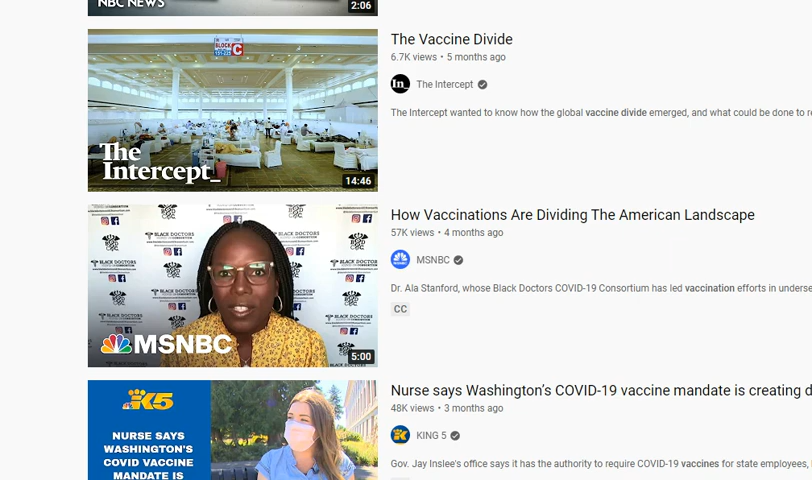 NBC NEWS
2:06
BLOCK C
The Intercept_
14:46
The Vaccine Divide
6.7K views • 5 months ago
In_ The Intercept
The Intercept wanted to know how the global vaccine divide emerged, and what could be done to
BLACK DOCTORS
MSNBC
5:00
How Vaccinations Are Dividing The American Landscape
57K views • 4 months ago
MSNBC
Dr. Ala Stanford, whose Black Doctors COVID-19 Consortium has led vaccination efforts in
CC
K5
NURSE SAYS
WASHINGTON'S
COVID VACCINE
MANDATE IS
Nurse says Washington’s COVID-19 vaccine mandate is creating
48K views • 3 months ago
KING 5
Gov. Jay Inslee's office says it has the authority to require COVID-19 vaccines for state employees,